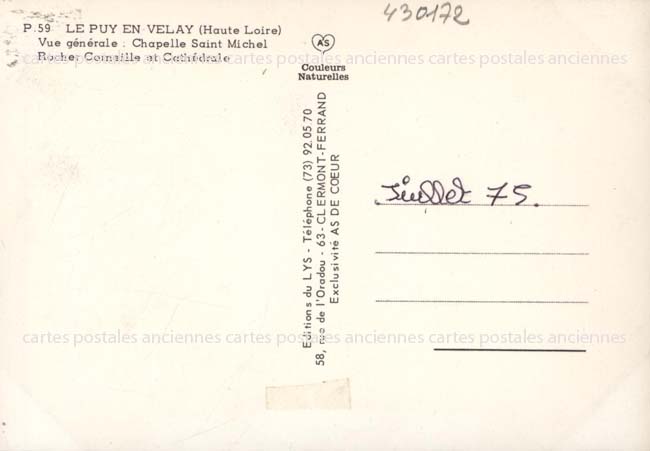 430172
P.59 LE PUY EN VELAY (Haute Loire)
Vue générale : Chapelle Saint Michel
Rocher Corneille et Cathédrale
cartes postales anciennes cartes postales anciennes cartes postales anciennes
AS
Couleurs
Naturelles
Editions du LYS - Téléphone (73) 92.05.70
58, rue de l'Oradou - 63-CLERMONT-FERRAND
Exclusivité AS DE COEUR
Juillet 75.
cartes postales anciennes cartes postales anciennes cartes postales anciennes